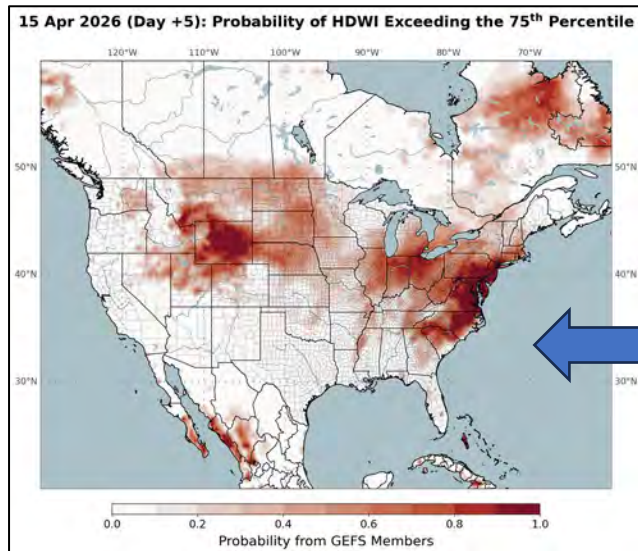 15 Apr 2026 (Day +5): Probability of HDWI Exceeding the 75th Percentile
120°W 110°W 100°W 90°W 80°W 70°W
50°N 50°N
40°N 40°N
30°N 30°N
0.0 0.2 0.4 0.6 0.8 1.0
Probability from GEFS Members